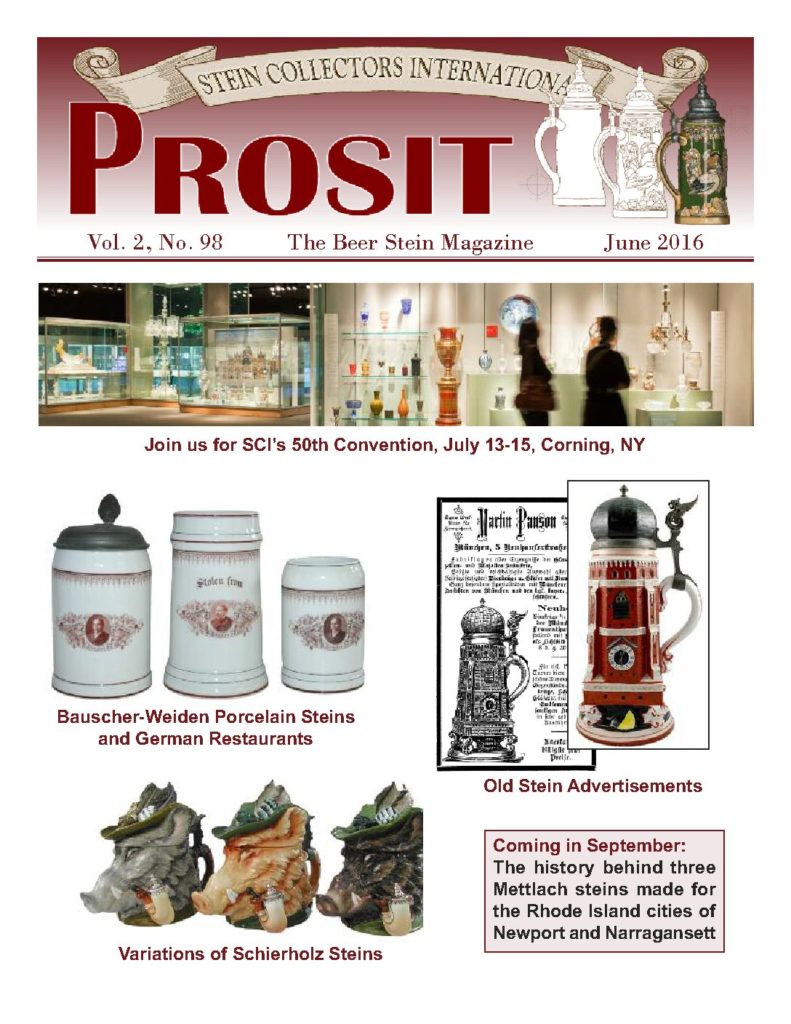 STEIN COLLECTORS INTERNATIONA
PROSIT
Vol. 2, No. 98 The Beer Stein Magazine June 2016
Join us for SCI's 50th Convention, July 13-15, Corning, NY
Stolen from
Martin Pauson
München, 5 Neuhauserstraße
Bauscher-Weiden Porcelain Steins
and German Restaurants
Old Stein Advertisements
Coming in September:
The history behind three
Mettlach steins made for
the Rhode Island cities of
Newport and Narragansett
Variations of Schierholz Steins